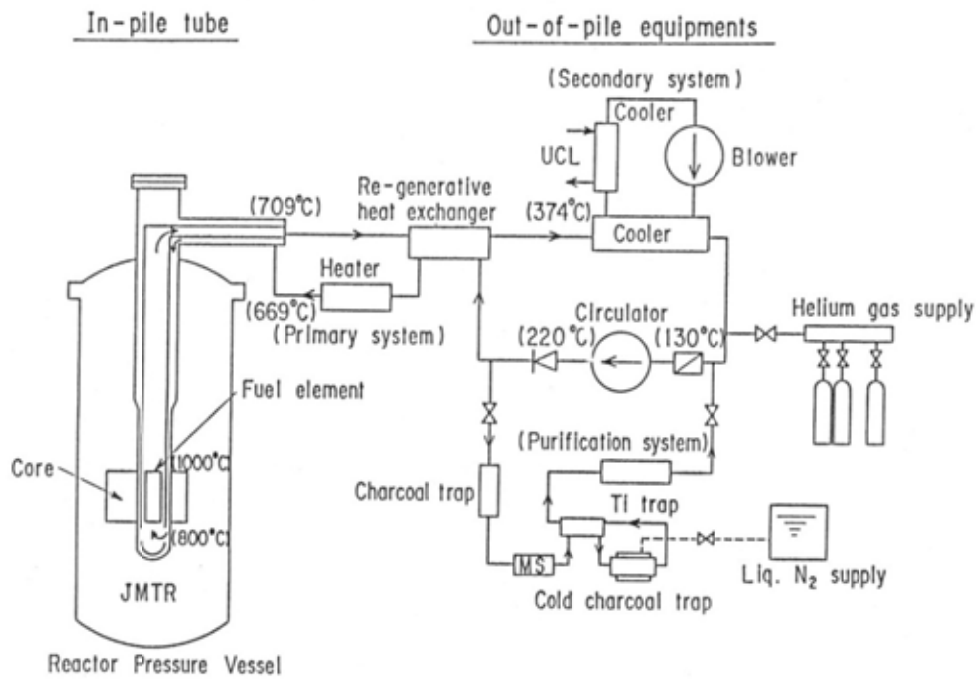 In-pile tube
Out-of-pile equipments
(Secondary system)
Cooler
UCL
Blower
Re-generative
heat exchanger
(709°C)
(374°C)
Cooler
Heater
(669°C)
(Primary system)
Circulator
(220°C)
(130°C)
Helium gas supply
Fuel element
(Purification system)
Core
(1000°C)
Charcoal trap
Ti trap
(800°C)
MS
JMTR
Cold charcoal trap
Liq. N₂ supply
Reactor Pressure Vessel